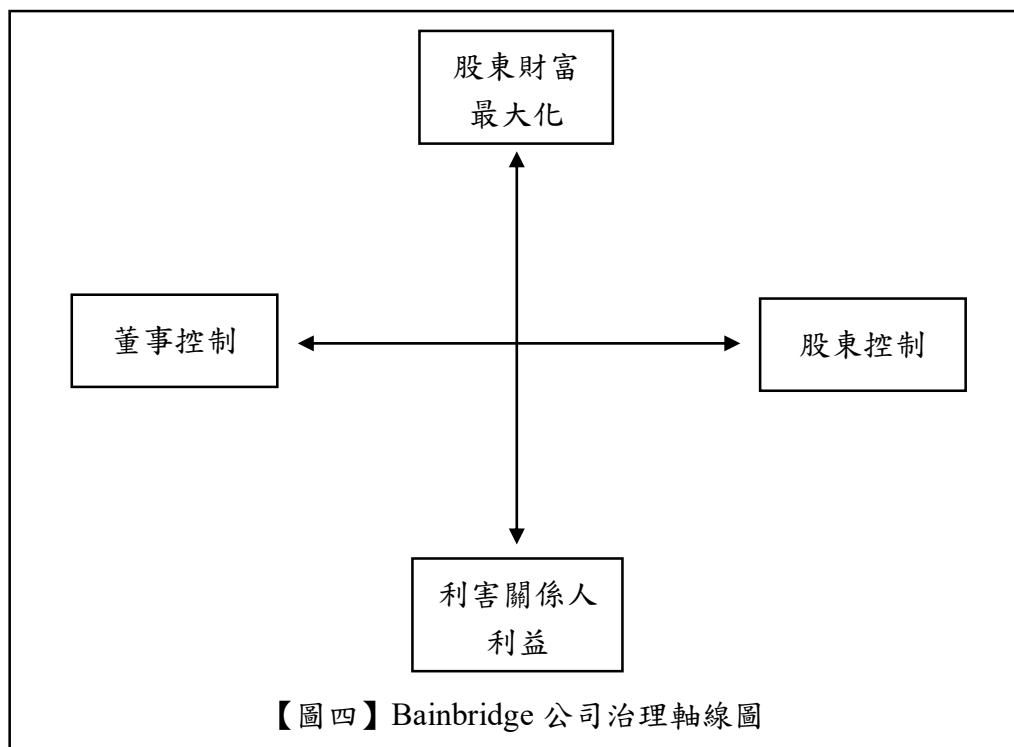 股東財富
最大化
董事控制
股東控制
利害關係人
利益
【圖四】Bainbridge 公司治理軸線圖